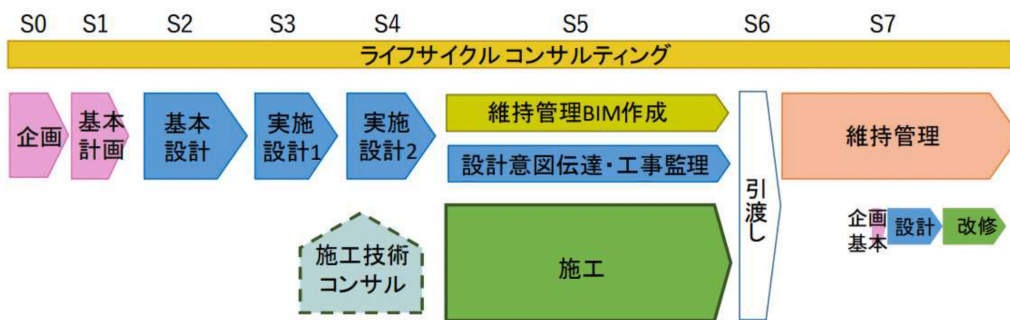 S0 S1 S2 S3 S4 S5 S6 S7
ライフサイクル コンサルティング
企画
基本
計画
基本
設計
実施
設計1
実施
設計2
維持管理BIM作成
設計意図伝達・工事監理
施工技術
コンサル
施工
引渡し
維持管理
企画
基本
設計
改修